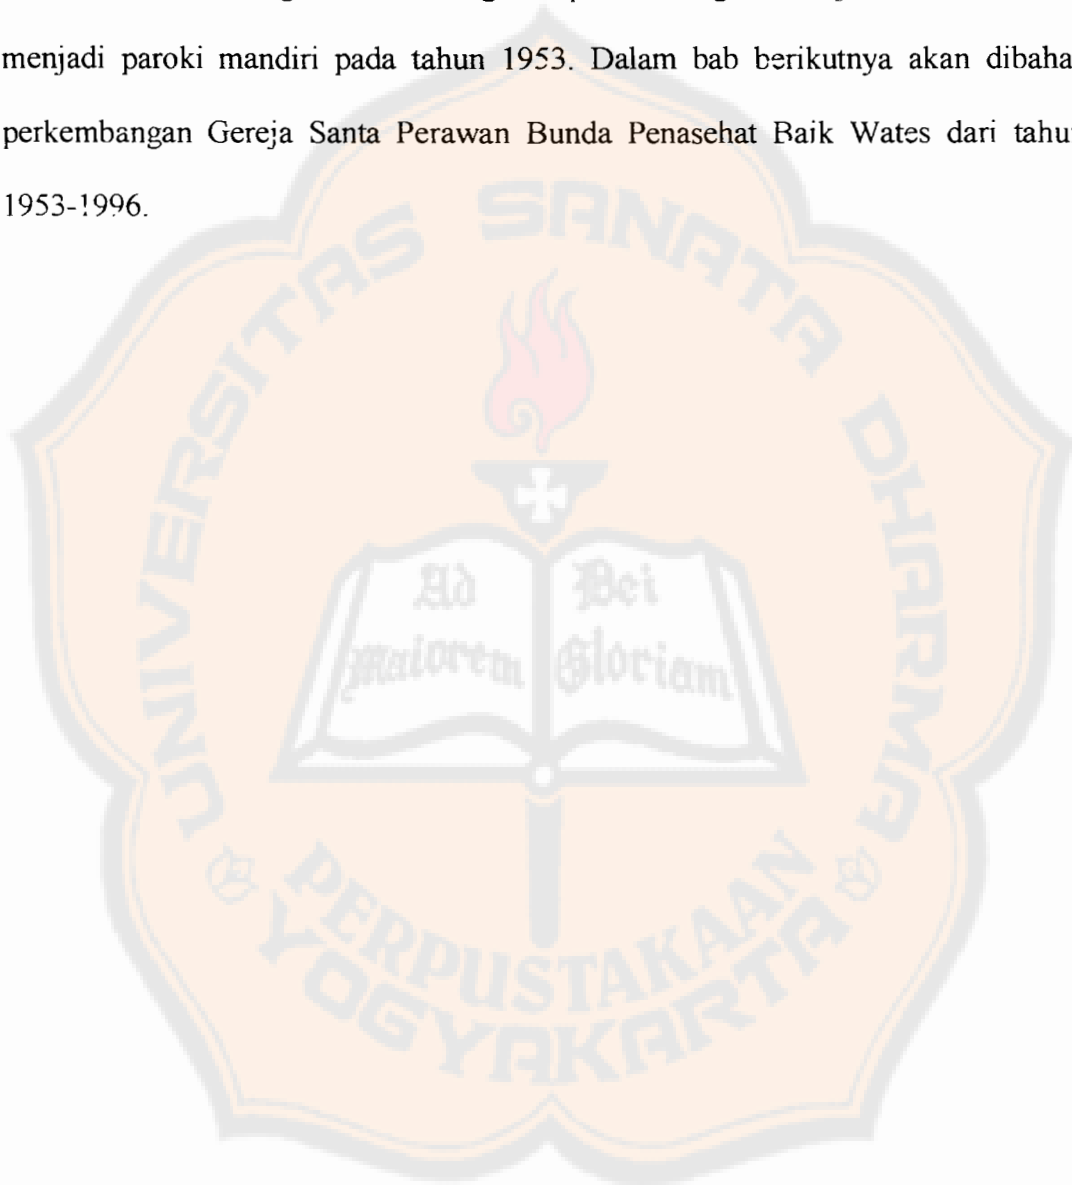 menjadi paroki mandiri pada tahun 1953. Dalam bab berikutnya akan dibaha
perkembangan Gereja Santa Perawan Bunda Penasehat Baik Wates dari tahu
1953-1996.
UNIVERSITAS SANATA DHARMA
Ad Dei
maiorem Gloriam
PERPUSTAKAAN
YOGYAKARTA